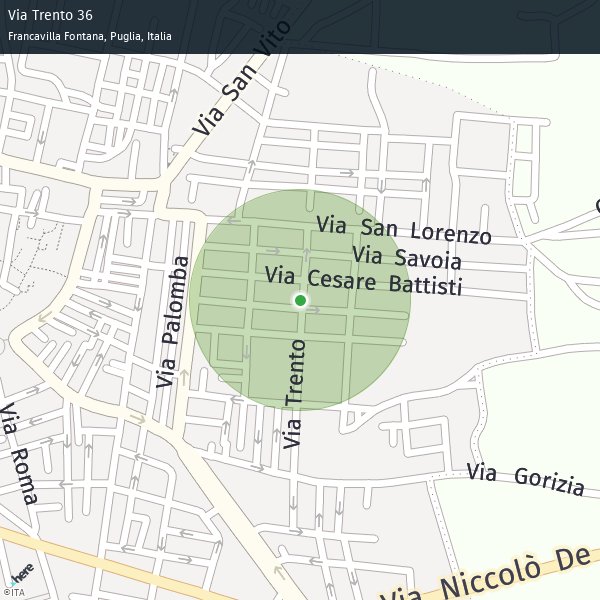 Via Trento 36
Francavilla Fontana, Puglia, Italia
Via San Vito
Via San Lorenzo
Via Savoia
Via Cesare Battisti
Via Palomba
Via Trento
Via Roma
Via Gorizia
Via Niccolò De
here
©ITA